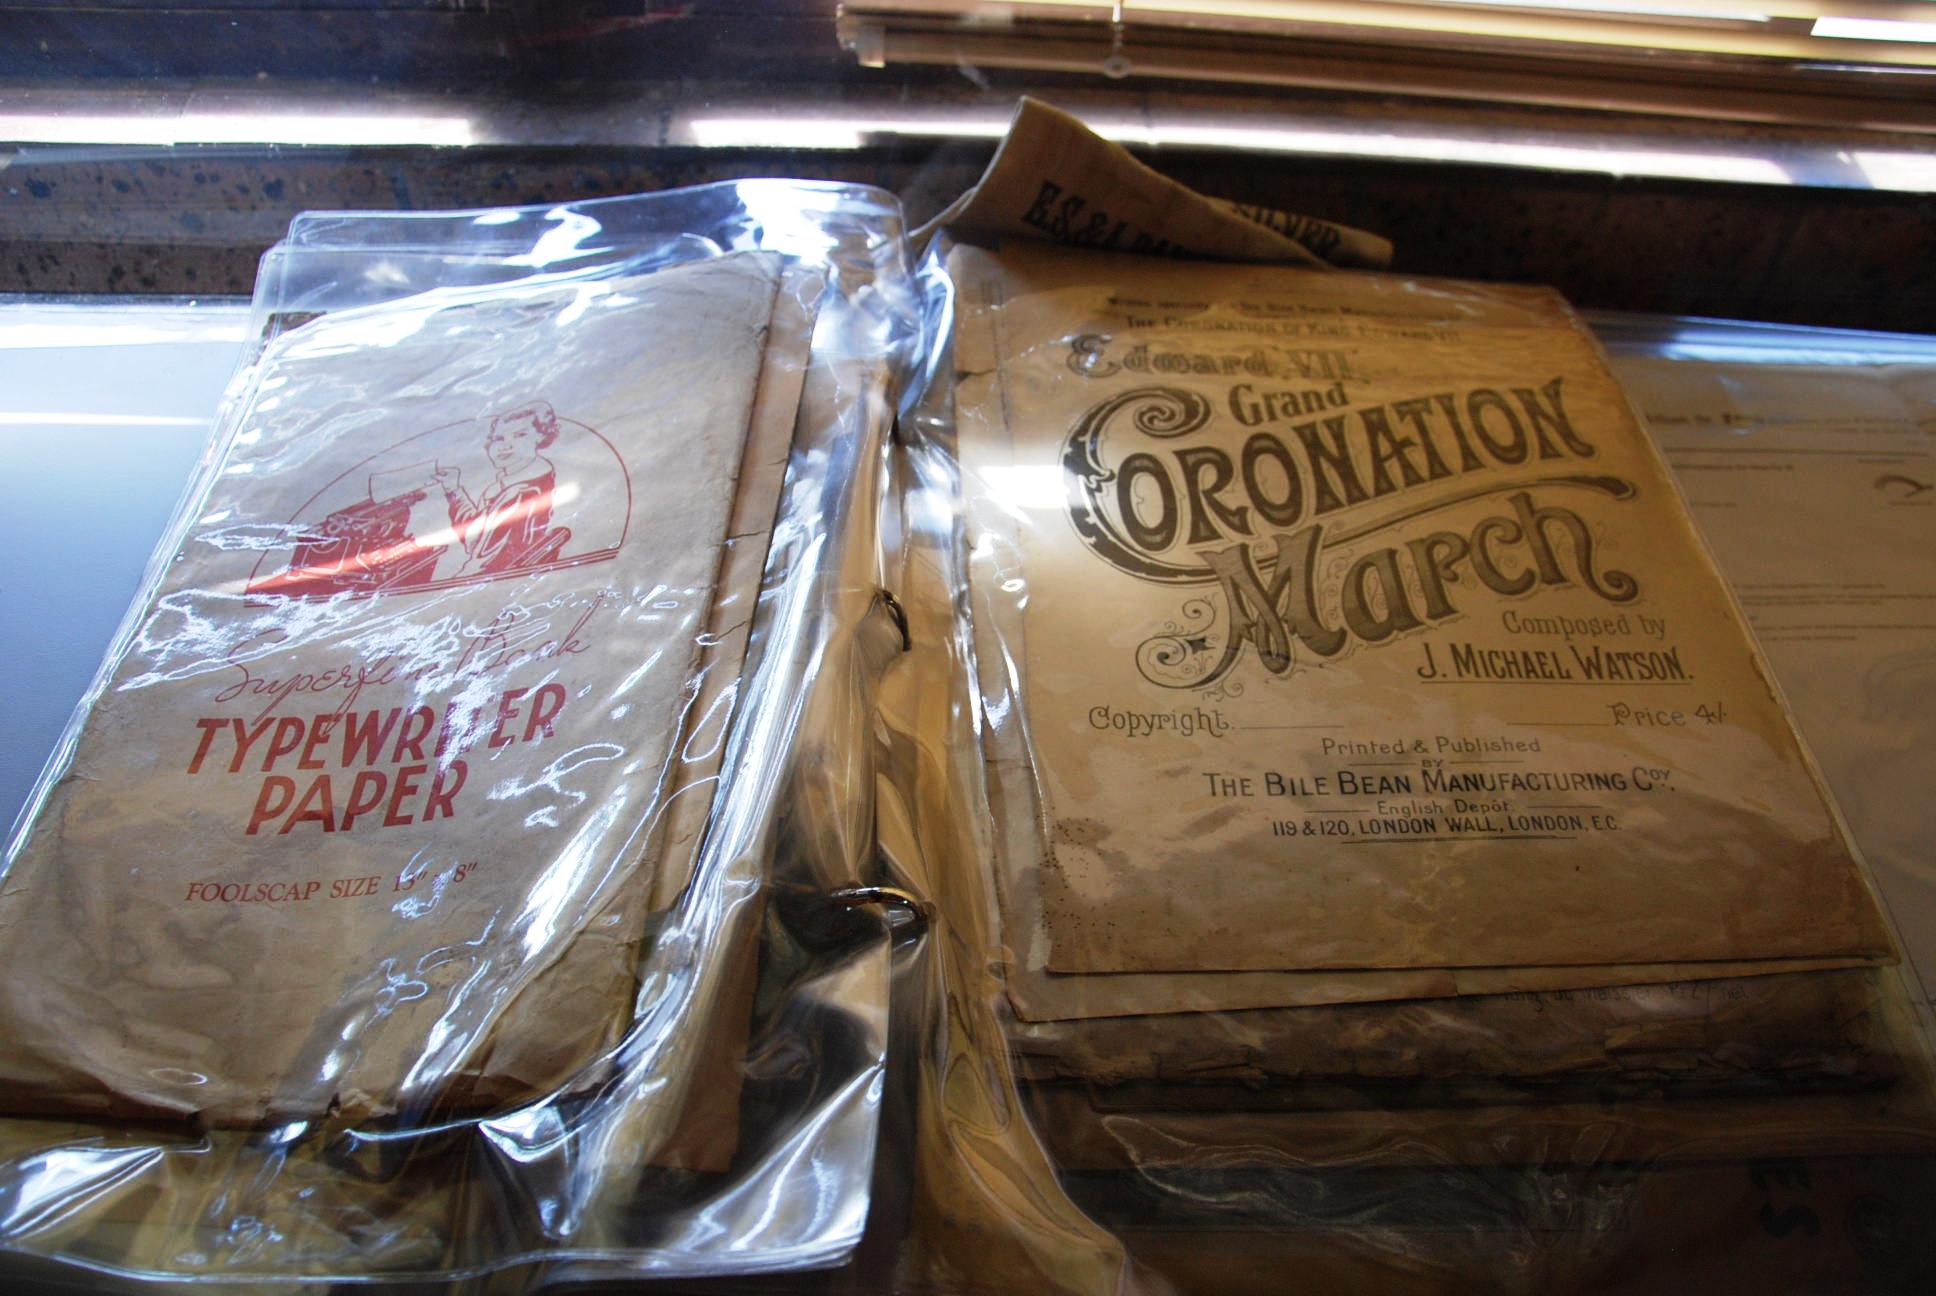 Superfine Bank
TYPEWRITER
PAPER
FOOLSCAP SIZE 13" 8"
E.S.&A. 
SILVER
THE CORONATION OF KING EDWARD VII
Edward VII
Grand
CORONATION
March
Composed by
J. MICHAEL WATSON.
Copyright. Price 4/-
Printed & Published
BY
THE BILE BEAN MANUFACTURING COY,
English Depôt.
119 & 120, LONDON WALL, LONDON, E.C.